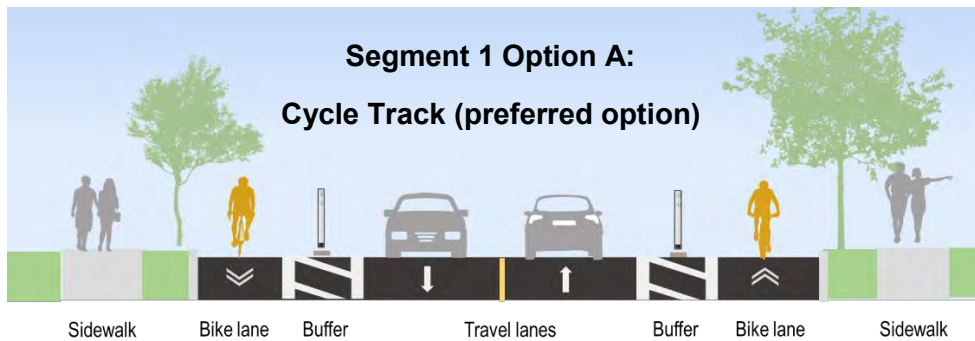 Segment 1 Option A:
Cycle Track (preferred option)
Sidewalk Bike lane Buffer Travel lanes Buffer Bike lane Sidewalk